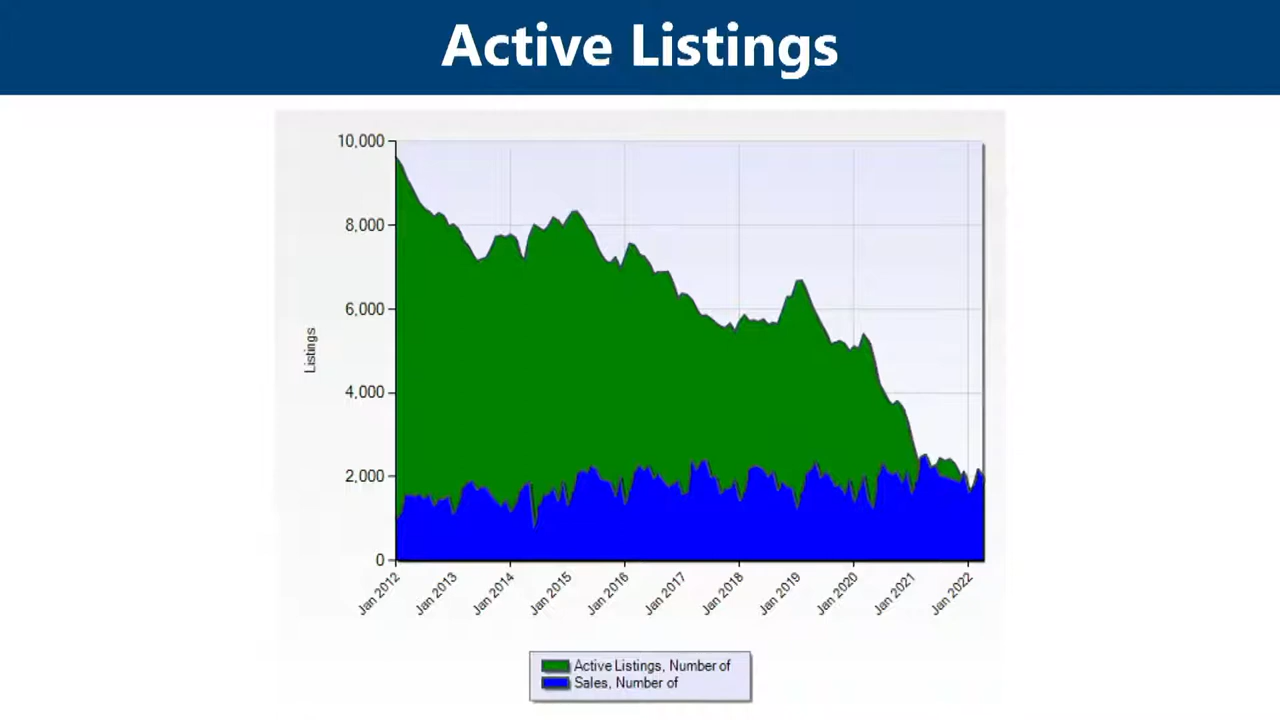 Active Listings
10,000
8,000
6,000
4,000
2,000
0
Listings
Jan 2012
Jan 2013
Jan 2014
Jan 2015
Jan 2016
Jan 2017
Jan 2018
Jan 2019
Jan 2020
Jan 2021
Jan 2022
Active Listings, Number of
Sales, Number of